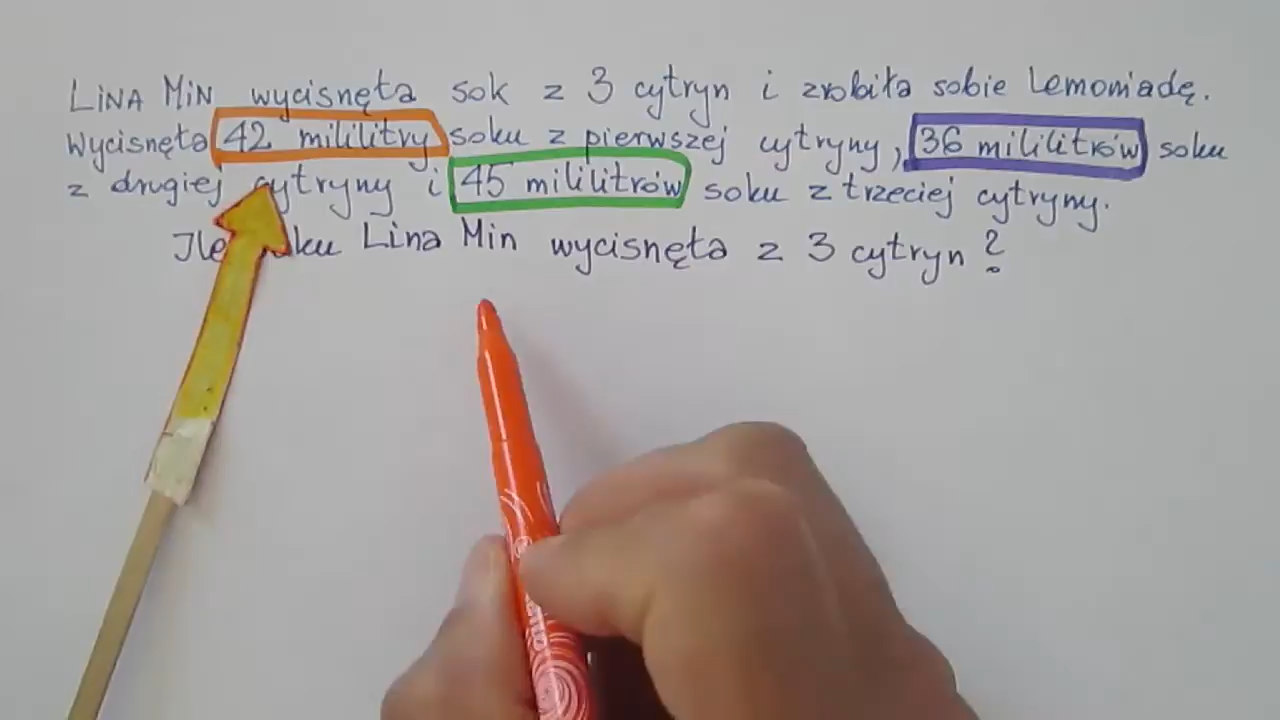 LiNA MiN wycisnęła sok z 3 cytryn i zrobiła sobie lemoniadę.
Wycisnęła 42 mililitry soku z pierwszej cytryny, 36 mililitrów soku
z drugiej cytryny i 45 mililitrów soku z trzeciej cytryny.
Ile Lina Min wycisnęła z 3 cytryn?